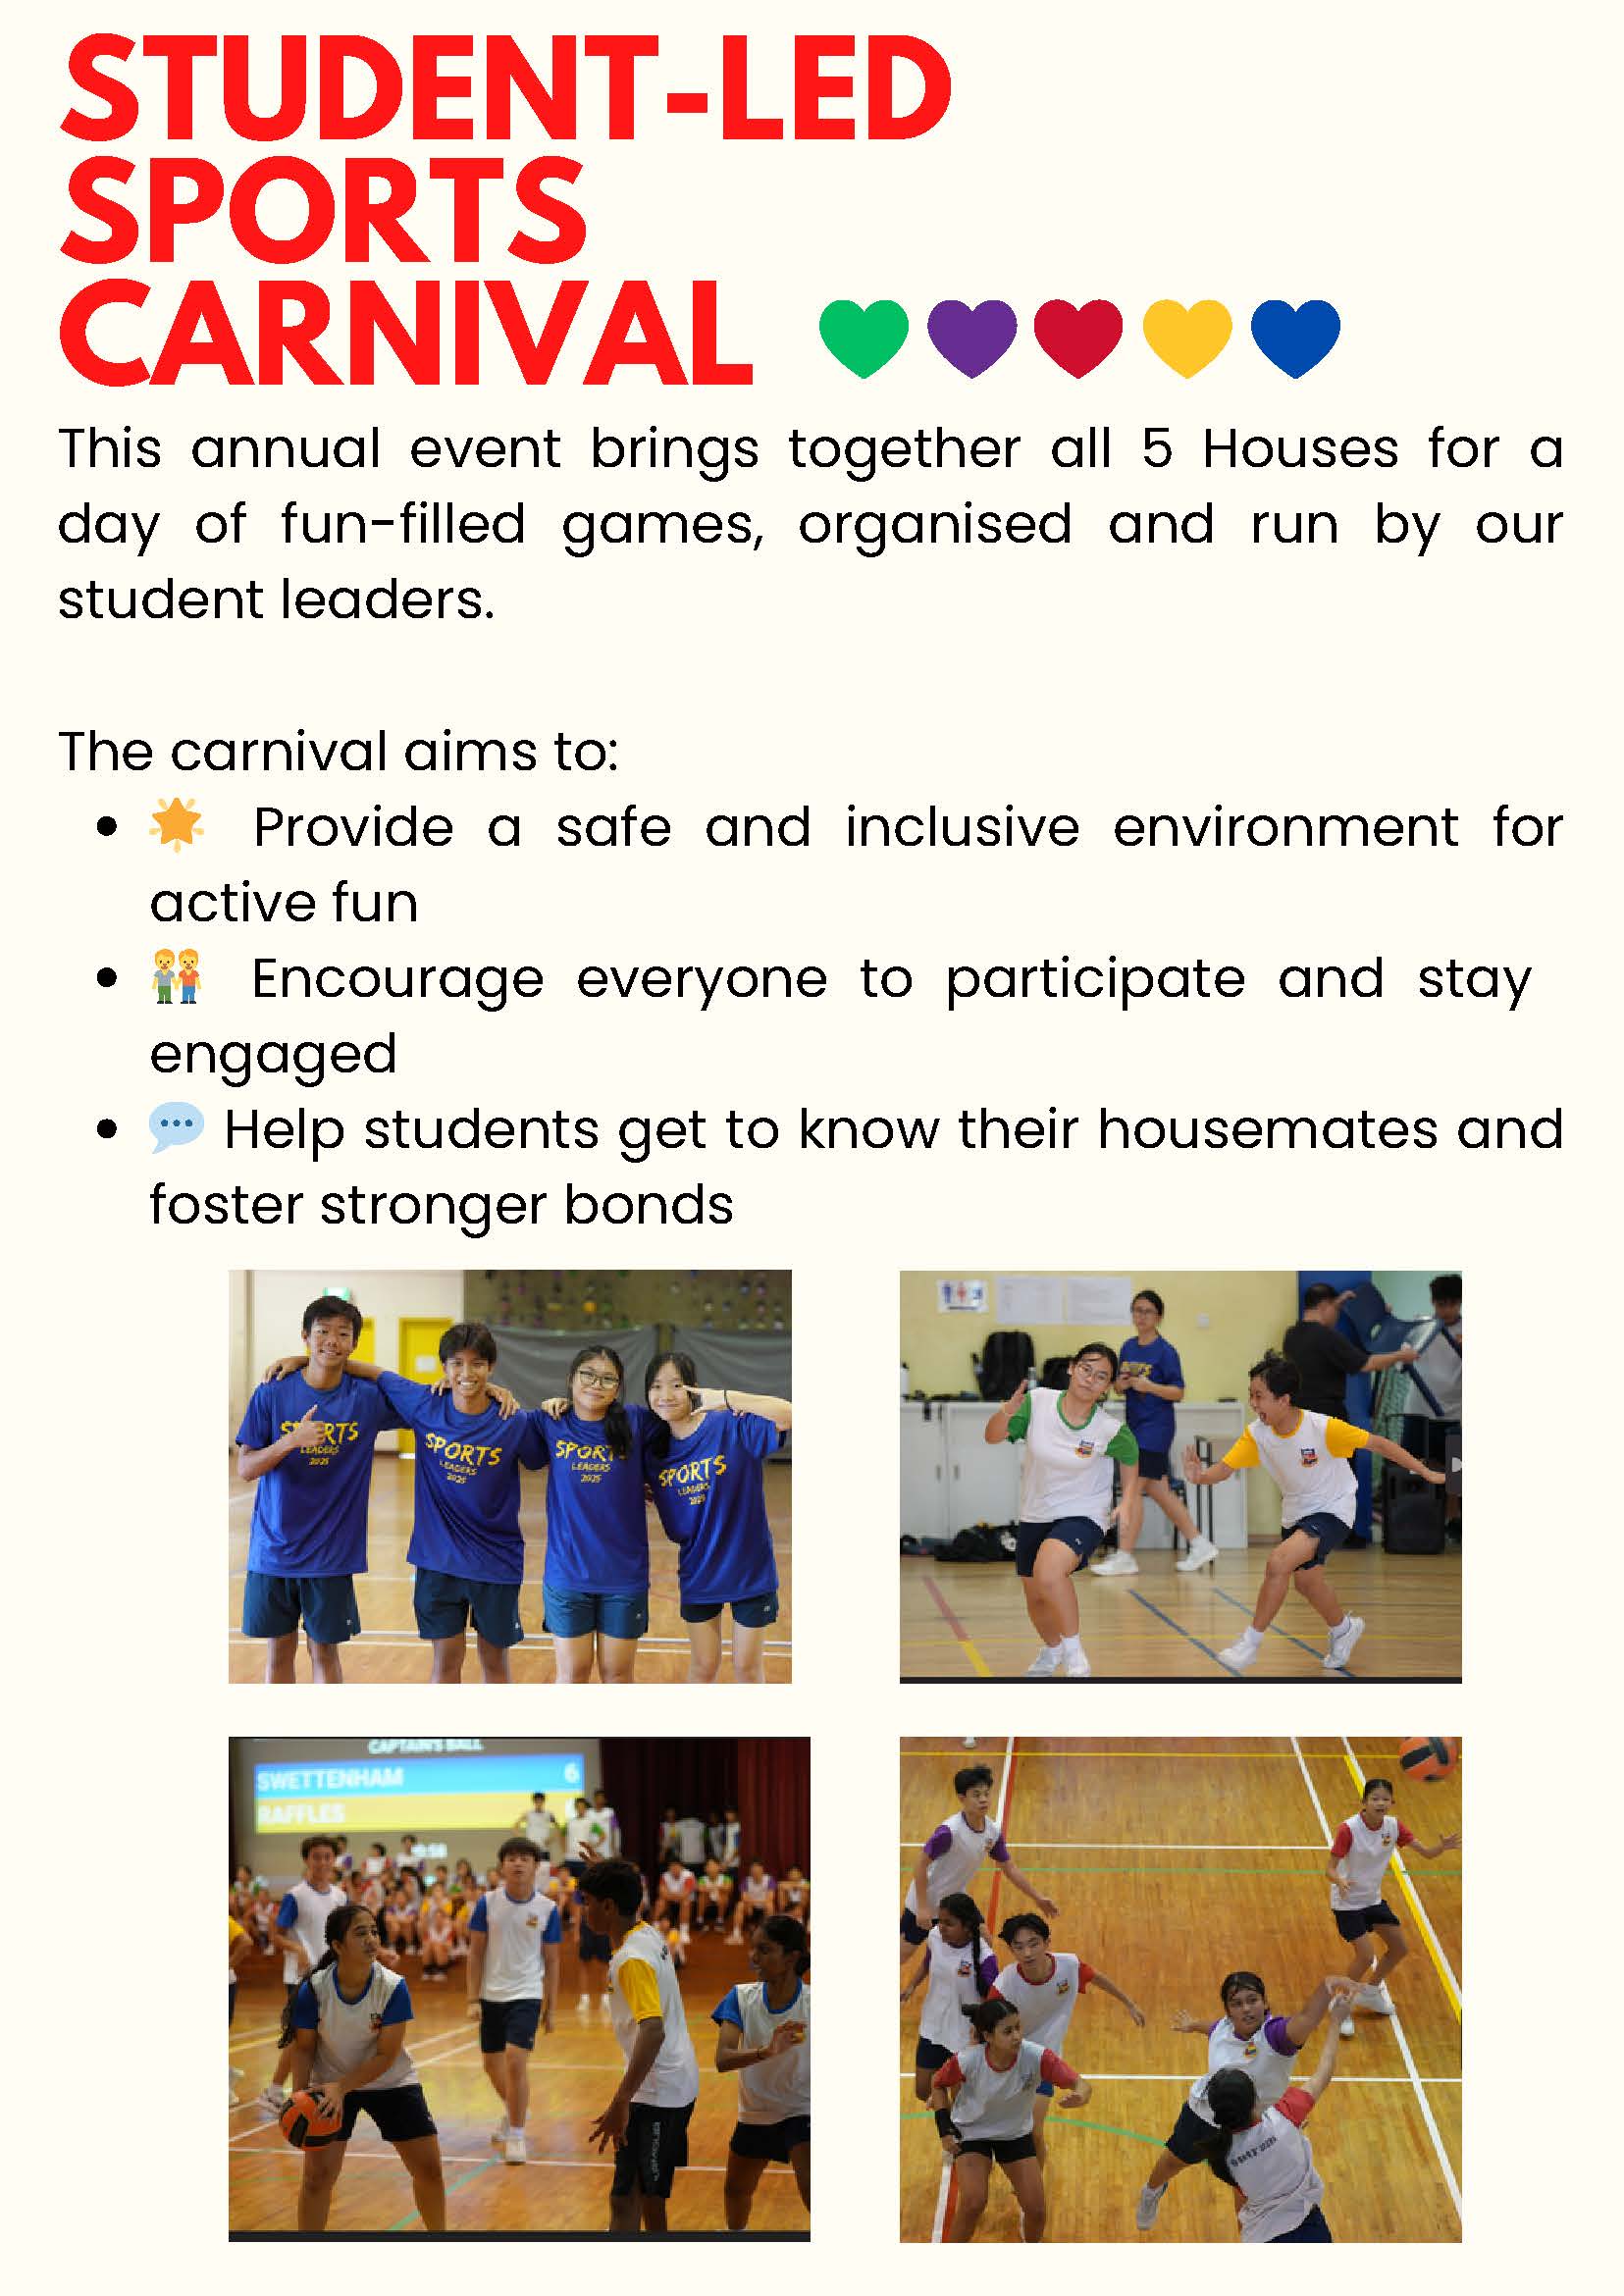 STUDENT-LED
SPORTS
CARNIVAL
This annual event brings together all 5 Houses for a
day of fun-filled games, organised and run by our
student leaders.
The carnival aims to:
• 🌟 Provide a safe and inclusive environment for
active fun
• 🧑‍🤝‍🧑 Encourage everyone to participate and stay
engaged
• 💬 Help students get to know their housemates and
foster stronger bonds
LEADERS
2025
SPORTS
LEADERS
2025
LEADERS
2025
SPORTS
LEADERS
2025
CAPTAIN'S BALL
SWETTENHAM 6
RAFFLES